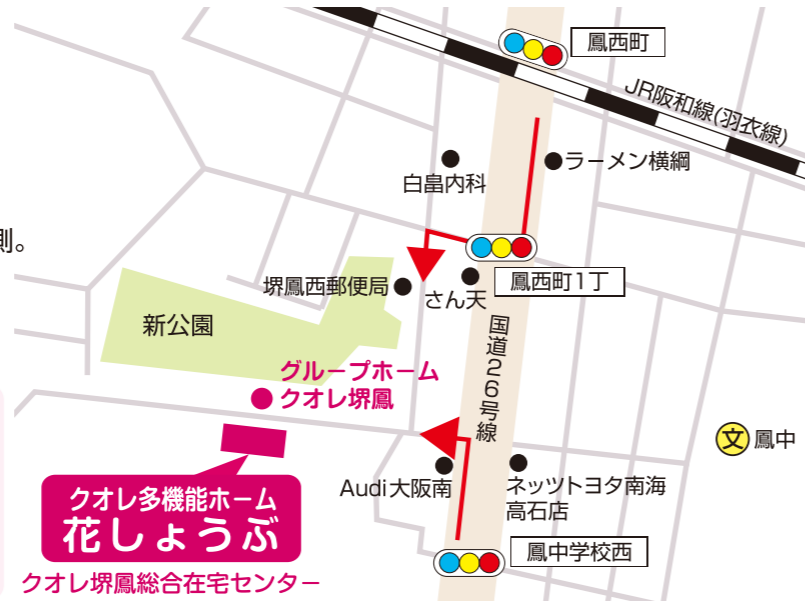 鳳西町
JR阪和線(羽衣線)
ラーメン横綱
白畠内科
則。
鳳西町1丁
堺鳳西郵便局
さん天
新公園
国道26号線
グループホーム
クオレ堺鳳
文
鳳中
Audi大阪南
ネッツトヨタ南海
高石店
クオレ多機能ホーム
花しょうぶ
鳳中学校西
クオレ堺鳳総合在宅センター